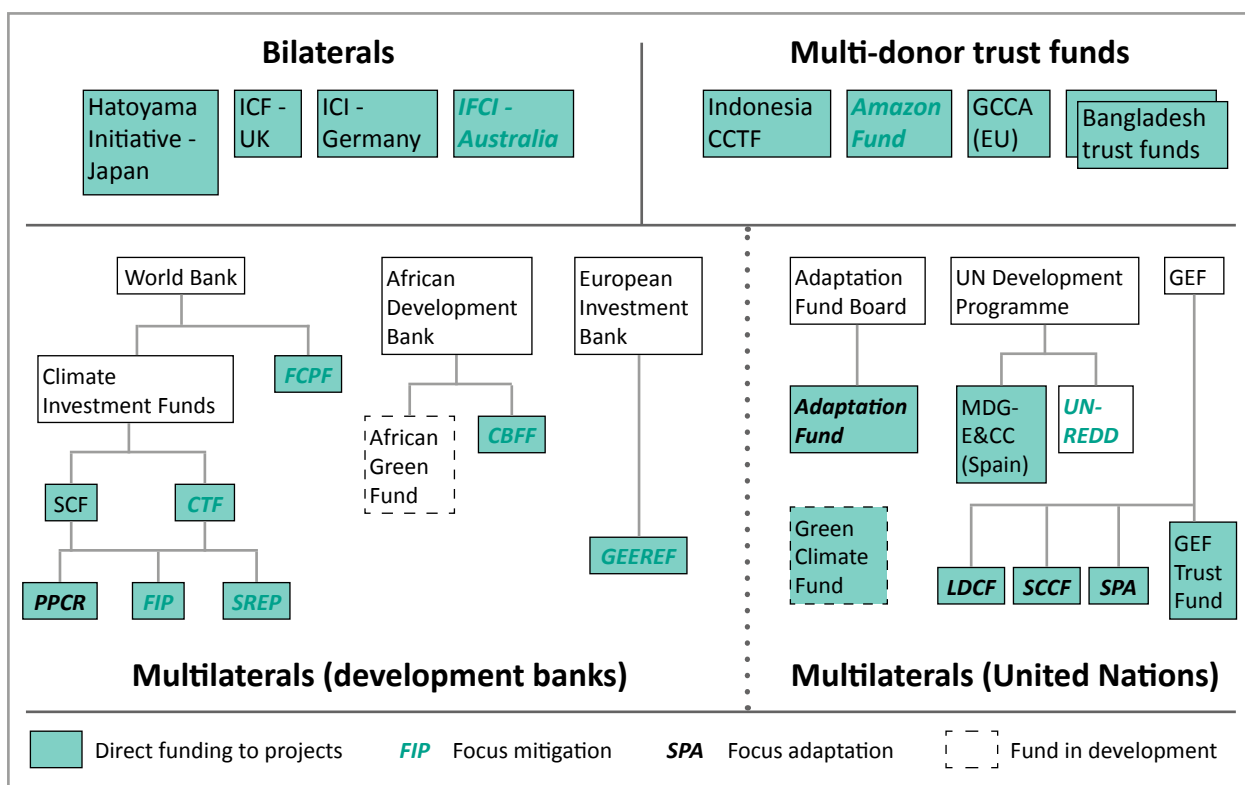 Bilaterals
Hatoyama
Initiative -
Japan
ICF -
UK
ICI -
Germany
IFCI -
Australia
Multi-donor trust funds
Indonesia
CCTF
Amazon
Fund
GCCA
(EU)
Bangladesh
trust funds
World Bank
Climate
Investment Funds
FCPF
SCF
CTF
PPCR
FIP
SREP
African
Development
Bank
African
Green
Fund
CBFF
European
Investment
Bank
GEEREF
Multilaterals (development banks)
Adaptation
Fund Board
Adaptation
Fund
Green
Climate
Fund
UN Development
Programme
MDG-
E&CC
(Spain)
UN-
REDD
GEF
LDCF
SCCF
SPA
GEF
Trust
Fund
Multilaterals (United Nations)
Direct funding to projects
FIP Focus mitigation
SPA Focus adaptation
Fund in development